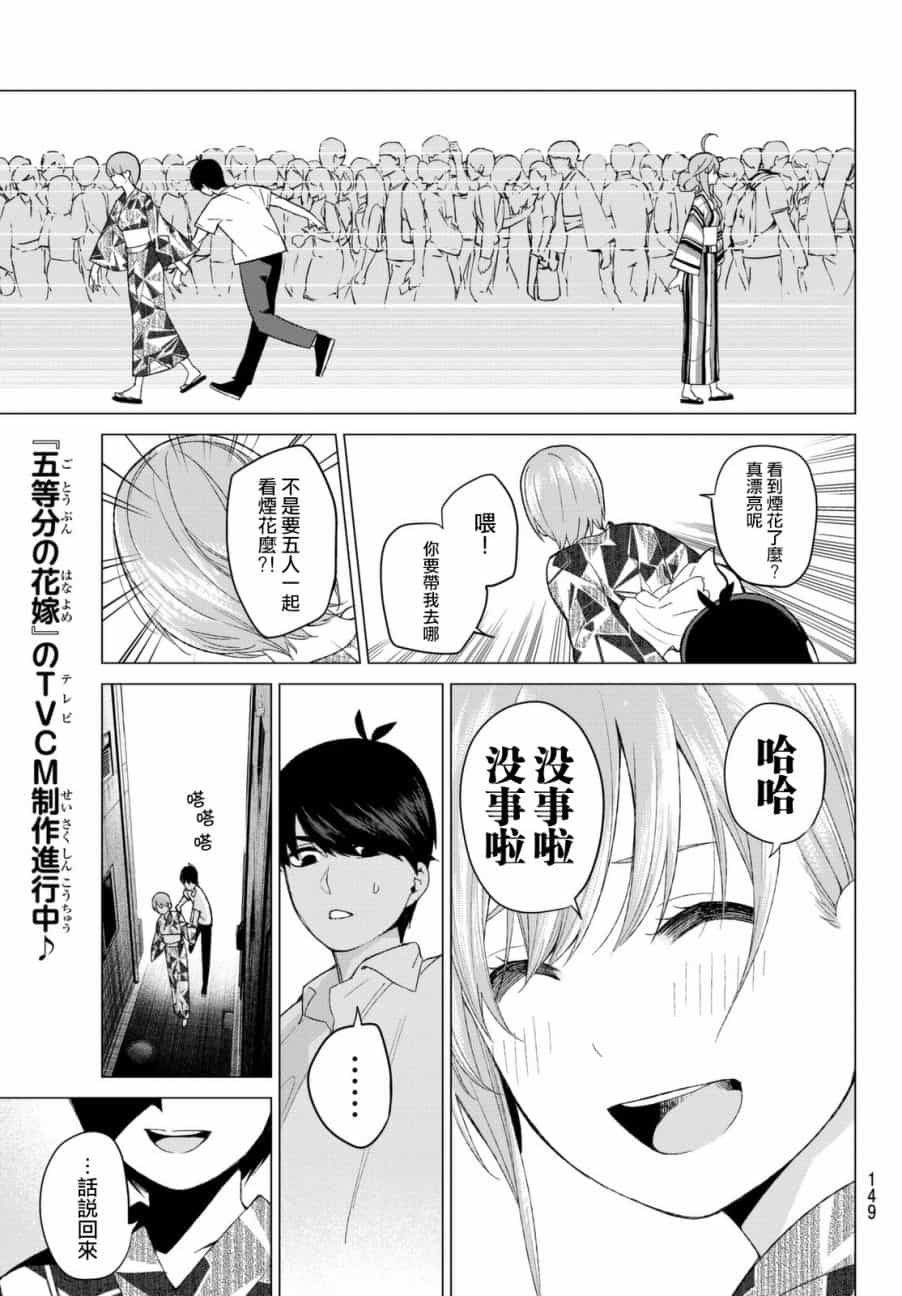 看到煙花了麼?
真漂亮呢
喂!
你要帶我去哪
不是要五人一起
看煙花麼?!
哈哈
没事啦
没事啦
……
嗒
嗒
嗒
…話説回來
『五等分の花嫁』のTVCM制作進行中♪
ごとうぶん はなよめ テレビ せいさくしんこうちゅう
149